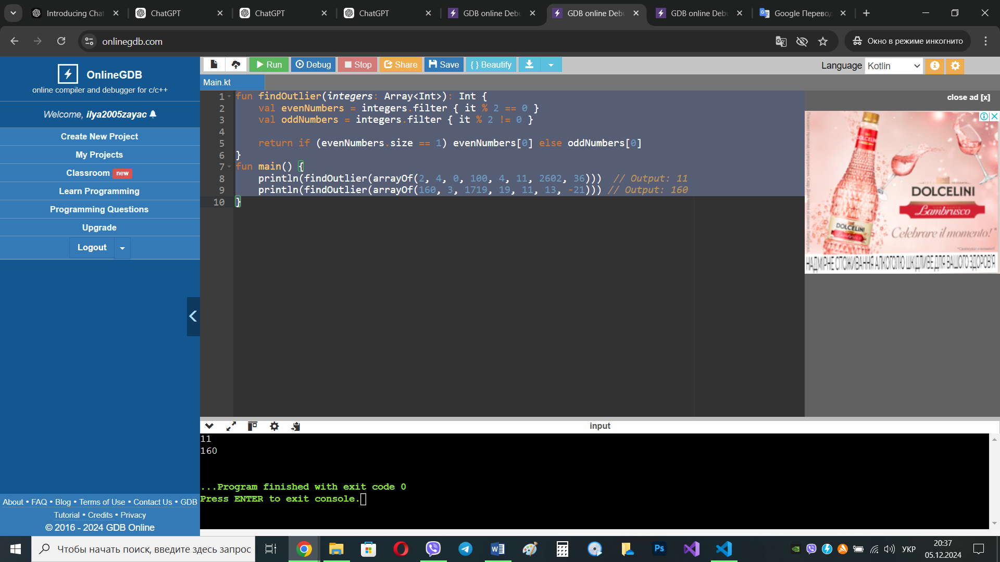 Introducing Cha
ChatGPT
ChatGPT
ChatGPT
GDB online Deb
GDB online Deb
GDB online Deb
Google Перевод
onlinegdb.com
Окно в режиме инкогнито
OnlineGDB
online compiler and debugger for c/c++
Welcome, ilya2005zayac
Create New Project
My Projects
Classroom new
Learn Programming
Programming Questions
Upgrade
Logout
Run
Debug
Stop
Share
Save
{ } Beautify
Language Kotlin
Main.kt
1 fun findOutlier(integers: Array<Int>): Int {
2 val evenNumbers = integers.filter { it % 2 == 0 }
3 val oddNumbers = integers.filter { it % 2 != 0 }
4
5 return if (evenNumbers.size == 1) evenNumbers[0] else oddNumbers[0]
6 }
7 fun main() {
8 println(findOutlier(arrayOf(2, 4, 0, 100, 4, 11, 2602, 36))) // Output: 11
9 println(findOutlier(arrayOf(160, 3, 1719, 19, 11, 13, -21))) // Output: 160
10 }
close ad [x]
DOLCELINI
DOLCELINI
Lambrusco
DOLCELINI
Lambrusco
Celebrare il momento!*
НАДМІРНЕ СПОЖИВАННЯ АЛКОГОЛЮ ШКІДЛИВЕ ДЛЯ ВАШОГО ЗДОРОВ'Я
input
11
160
...Program finished with exit code 0
Press ENTER to exit console.
About • FAQ • Blog • Terms of Use • Contact Us • GDB
Tutorial • Credits • Privacy
© 2016 - 2024 GDB Online
Чтобы начать поиск, введите здесь запрос
Ps
УКР
20:37
05.12.2024